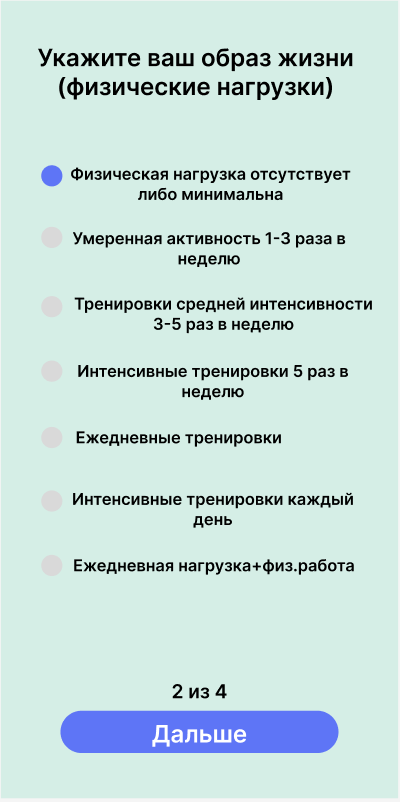 Укажите ваш образ жизни
(физические нагрузки)
Физическая нагрузка отсутствует
либо минимальна
Умеренная активность 1-3 раза в
неделю
Тренировки средней интенсивности
3-5 раз в неделю
Интенсивные тренировки 5 раз в
неделю
Ежедневные тренировки
Интенсивные тренировки каждый
день
Ежедневная нагрузка+физ.работа
2 из 4
Дальше